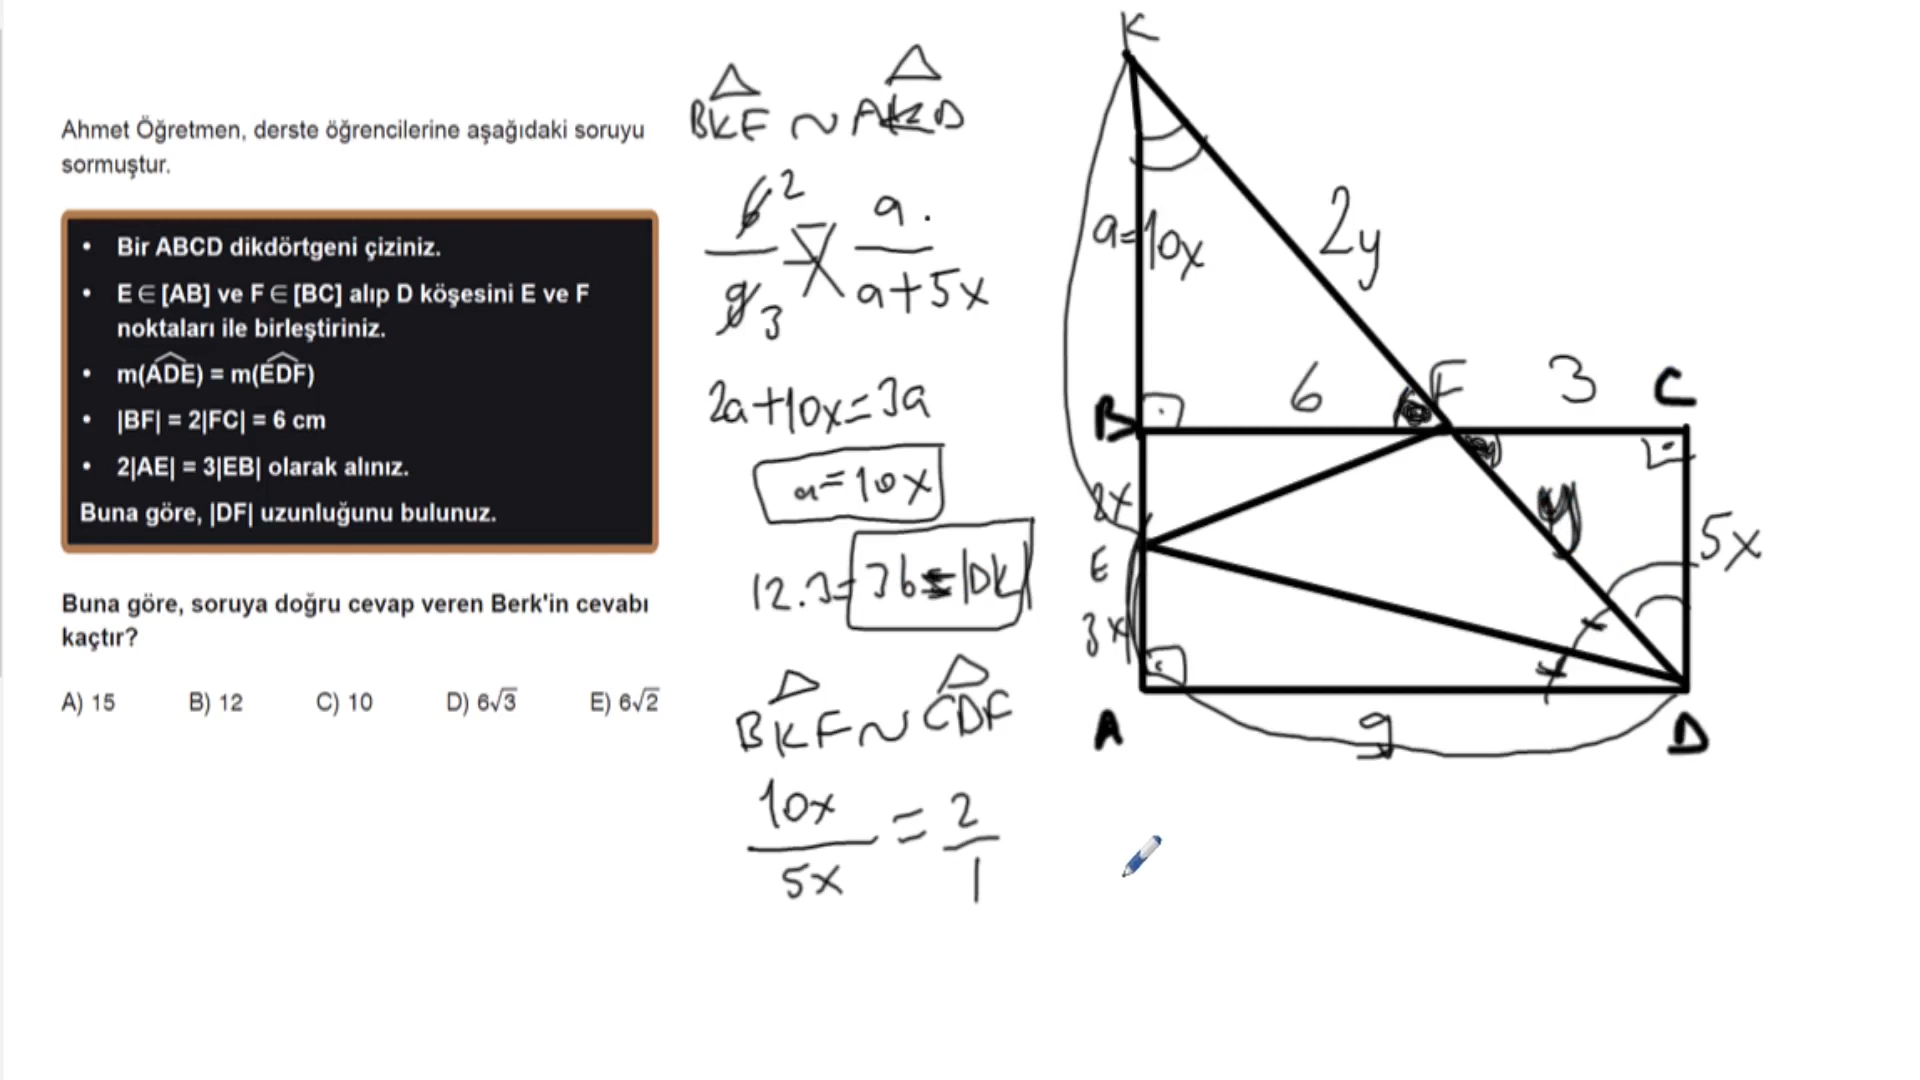 Ahmet Öğretmen, derste öğrencilerine aşağıdaki soruyu
sormuştur.
• Bir ABCD dikdörtgeni çiziniz.
• E ∈ [AB] ve F ∈ [BC] alıp D köşesini E ve F
noktaları ile birleştiriniz.
• m(ADE) = m(EDF)
• |BF| = 2|FC| = 6 cm
• 2|AE| = 3|EB| olarak alınız.
Buna göre, |DF| uzunluğunu bulunuz.
Buna göre, soruya doğru cevap veren Berk'in cevabı
kaçtır?
A) 15 B) 12 C) 10 D) 6√3 E) 6√2
BKF ~ AKD
6 2 a
9 3 a+5x
2a+10x=3a
a=10x
12.3=36=|DK|
BKF ~ CDF
10x = 2
5x 1
K
a=10x
2y
6
F
3
C
B
2x
y
5x
E
3x
A
9
D